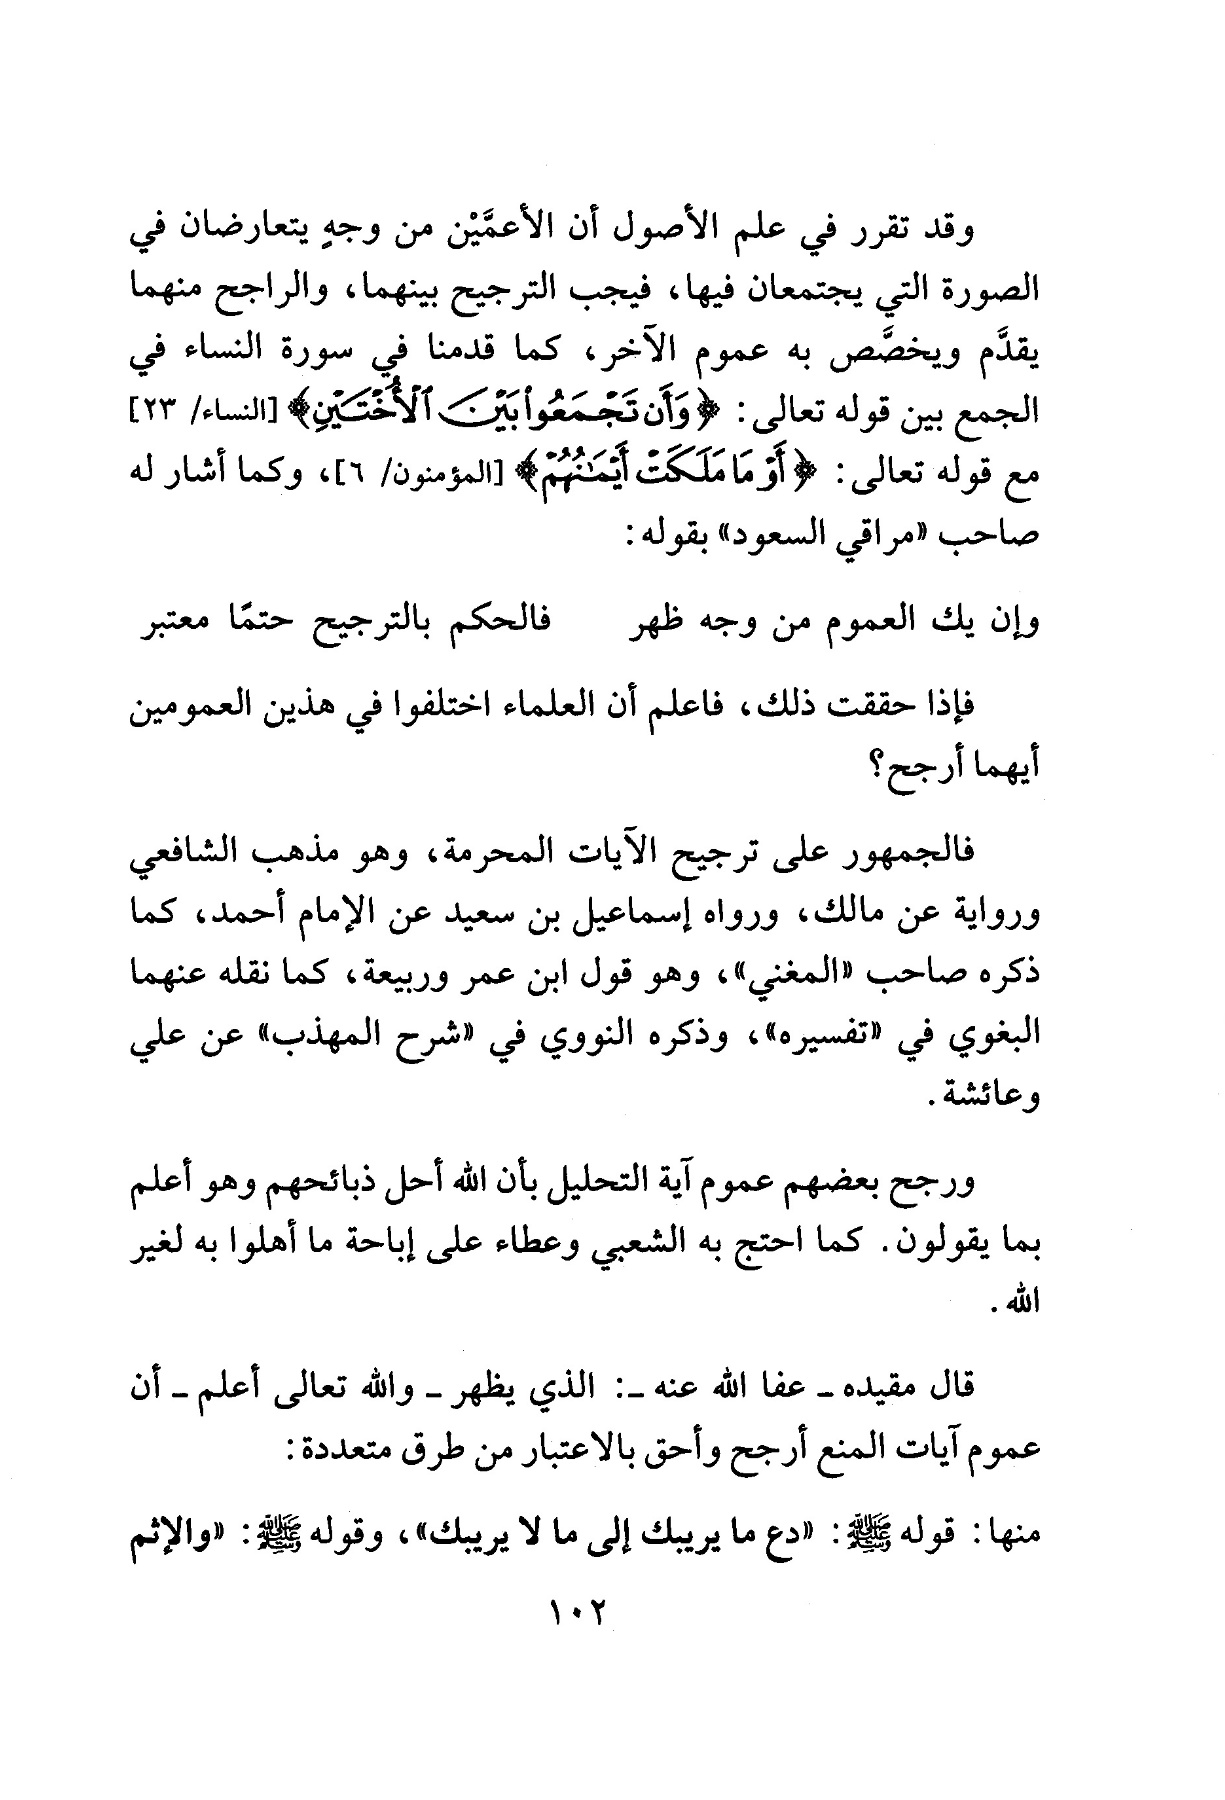 وقد تقرر في علم الأصول أن الأعمَّيْن من وجهٍ يتعارضان في
الصورة التي يجتمعان فيها، فيجب الترجيح بينهما، والراجح منهما
يقدَّم ويخصَّص به عموم الآخر، كما قدمنا في سورة النساء في
الجمع بين قوله تعالى: ﴿وَأَن تَجْمَعُواْ بَيْنَ ٱلْأُخْتَيْنِ﴾ [النساء/ ٢٣]
مع قوله تعالى: ﴿أَوْ مَا مَلَكَتْ أَيْمَٰنُهُمْ﴾ [المؤمنون/ ٦]، وكما أشار له
صاحب «مراقي السعود» بقوله:
وإن يك العموم من وجه ظهر فالحكم بالترجيح حتمًا معتبر
فإذا حققت ذلك، فاعلم أن العلماء اختلفوا في هذين العمومين
أيهما أرجح؟
فالجمهور على ترجيح الآيات المحرمة، وهو مذهب الشافعي
ورواية عن مالك، ورواه إسماعيل بن سعيد عن الإمام أحمد، كما
ذكره صاحب «المغني»، وهو قول ابن عمر وربيعة، كما نقله عنهما
البغوي في «تفسيره»، وذكره النووي في «شرح المهذب» عن علي
وعائشة.
ورجح بعضهم عموم آية التحليل بأن الله أحل ذبائحهم وهو أعلم
بما يقولون. كما احتج به الشعبي وعطاء على إباحة ما أهلوا به لغير
الله.
قال مقيده ـ عفا الله عنه ـ: الذي يظهر ـ والله تعالى أعلم ـ أن
عموم آيات المنع أرجح وأحق بالاعتبار من طرق متعددة:
منها: قوله ﷺ: «دع ما يريبك إلى ما لا يريبك»، وقوله ﷺ: «والإثم
١٠٢